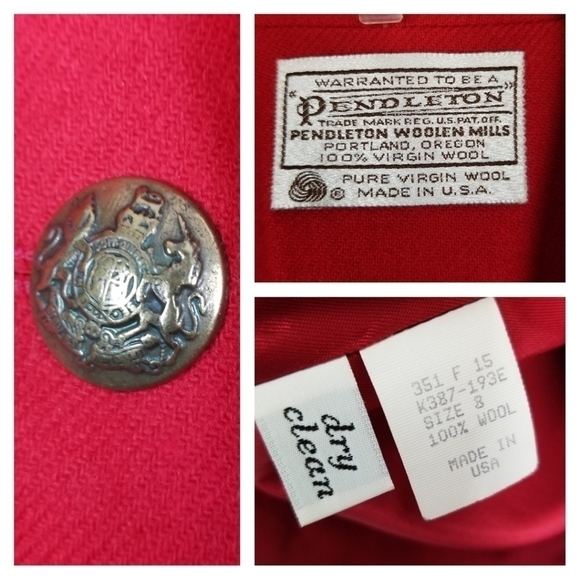 WARRANTED TO BE A
"PENDLETON"
TRADE MARK REG. U.S. PAT. OFF.
PENDLETON WOOLEN MILLS
PORTLAND, OREGON
100% VIRGIN WOOL
® PURE VIRGIN WOOL
MADE IN U.S.A.
dry
clean
351 F 15
K387-193E
SIZE 8
100% WOOL
MADE IN
USA